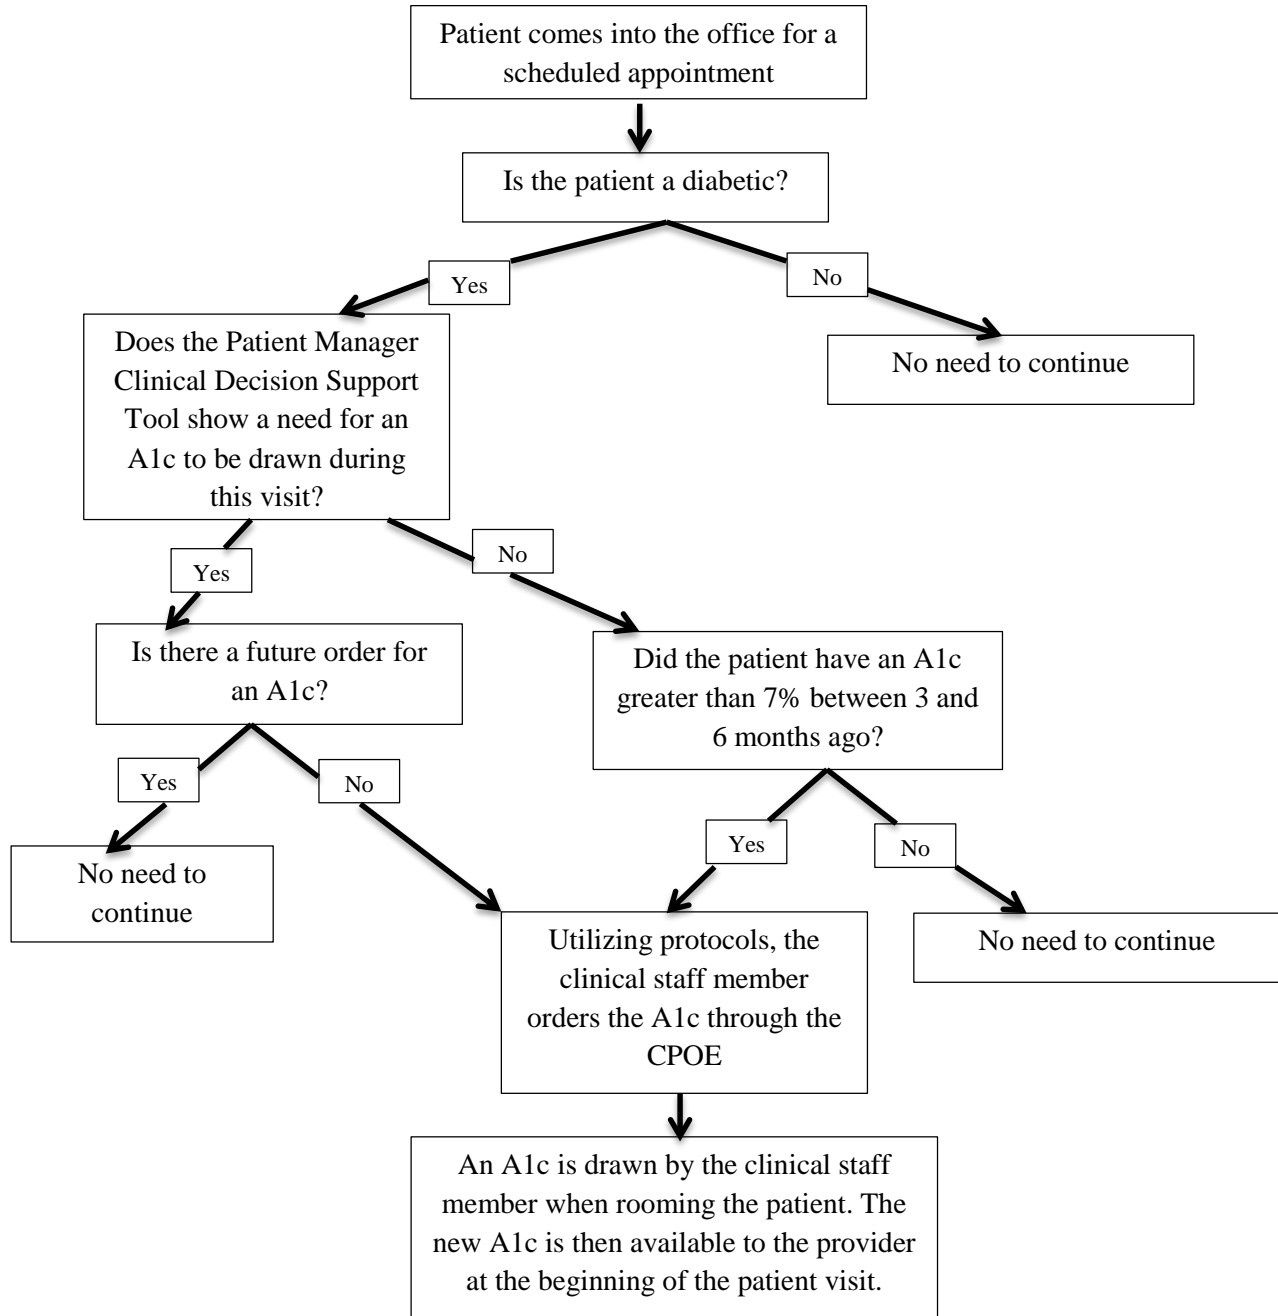 Patient comes into the office for a
scheduled appointment
Is the patient a diabetic?
Yes
No
Does the Patient Manager
Clinical Decision Support
Tool show a need for an
A1c to be drawn during
this visit?
No need to continue
Yes
No
Is there a future order for
an A1c?
Did the patient have an A1c
greater than 7% between 3 and
6 months ago?
Yes
No
Yes
No
No need to
continue
Utilizing protocols, the
clinical staff member
orders the A1c through the
CPOE
No need to continue
An A1c is drawn by the clinical staff
member when rooming the patient. The
new A1c is then available to the provider
at the beginning of the patient visit.